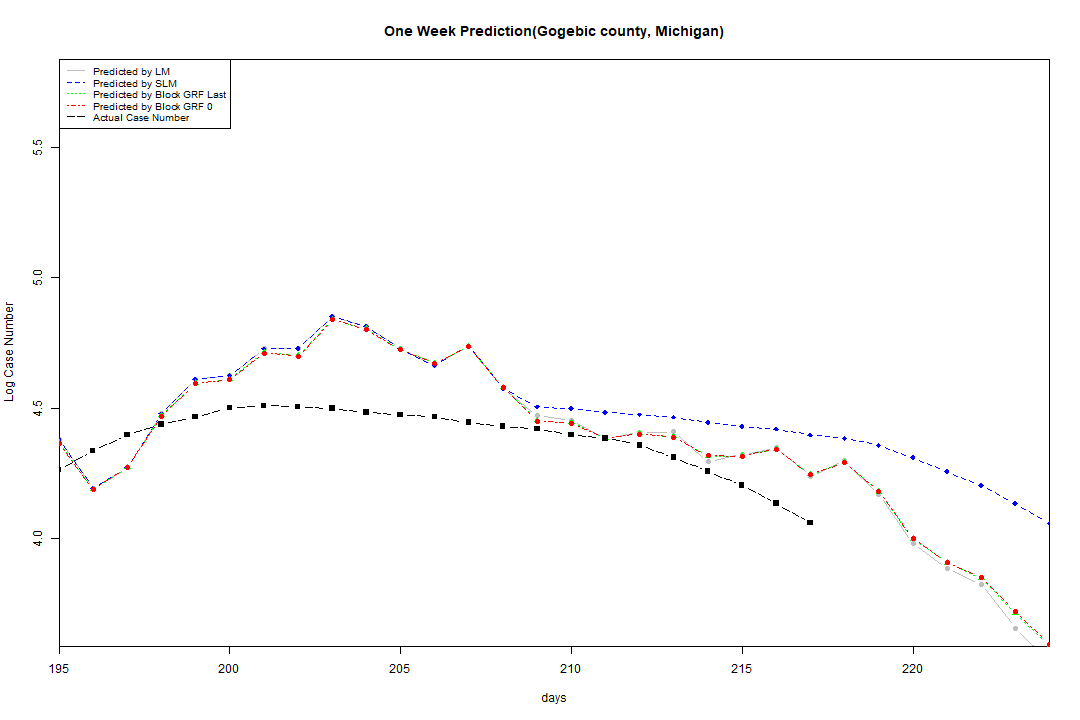 One Week Prediction(Gogebic county, Michigan)
Predicted by LM
Predicted by SLM
Predicted by Block GRF Last
Predicted by Block GRF 0
Actual Case Number
5.5
5.0
4.5
4.0
Log Case Number
195 200 205 210 215 220
days